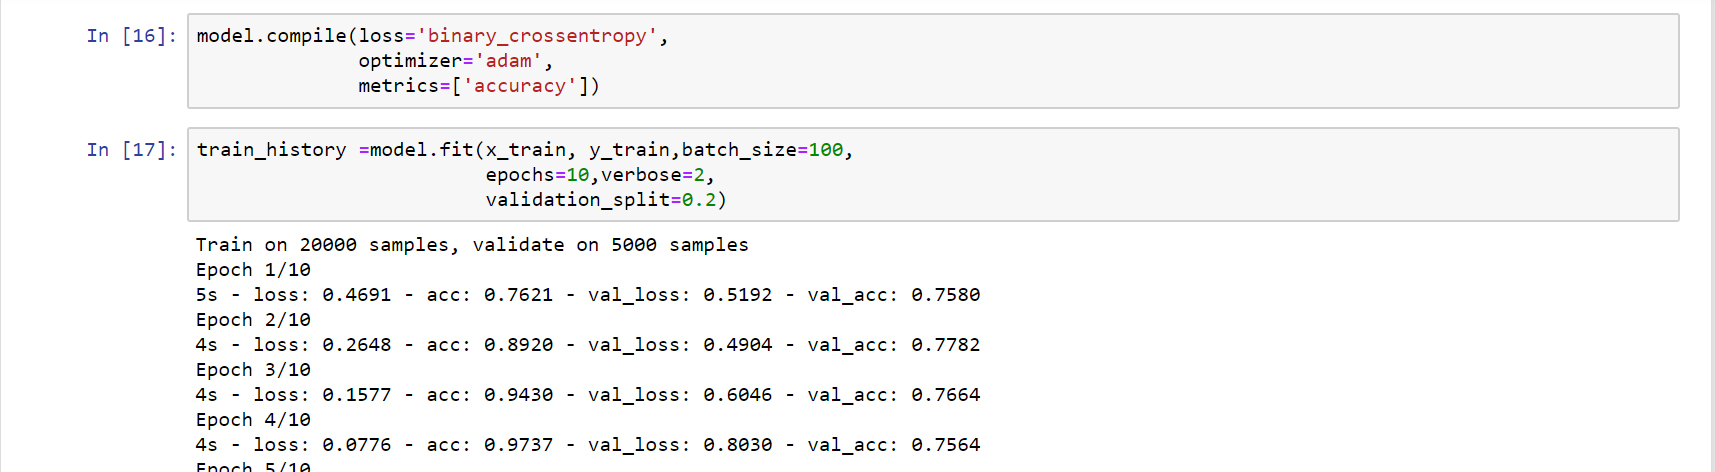 In [16]: model.compile(loss='binary_crossentropy',
optimizer='adam',
metrics=['accuracy'])
In [17]: train_history =model.fit(x_train, y_train,batch_size=100,
epochs=10,verbose=2,
validation_split=0.2)
Train on 20000 samples, validate on 5000 samples
Epoch 1/10
5s - loss: 0.4691 - acc: 0.7621 - val_loss: 0.5192 - val_acc: 0.7580
Epoch 2/10
4s - loss: 0.2648 - acc: 0.8920 - val_loss: 0.4904 - val_acc: 0.7782
Epoch 3/10
4s - loss: 0.1577 - acc: 0.9430 - val_loss: 0.6046 - val_acc: 0.7664
Epoch 4/10
4s - loss: 0.0776 - acc: 0.9737 - val_loss: 0.8030 - val_acc: 0.7564
Epoch 5/10